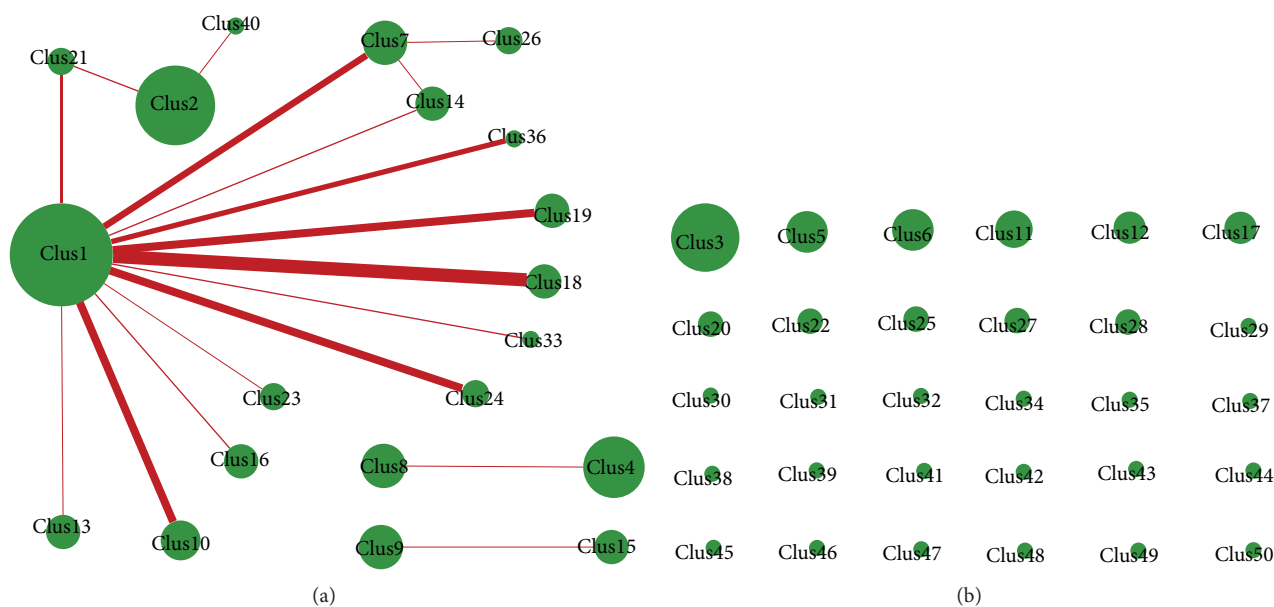 Clus40
Clus21
Clus2
Clus7
Clus26
Clus14
Clus36
Clus1
Clus19
Clus18
Clus33
Clus23
Clus24
Clus16
Clus8
Clus4
Clus13
Clus10
Clus9
Clus15
(a)
Clus3 Clus5 Clus6 Clus11 Clus12 Clus17
Clus20 Clus22 Clus25 Clus27 Clus28 Clus29
Clus30 Clus31 Clus32 Clus34 Clus35 Clus37
Clus38 Clus39 Clus41 Clus42 Clus43 Clus44
Clus45 Clus46 Clus47 Clus48 Clus49 Clus50
(b)